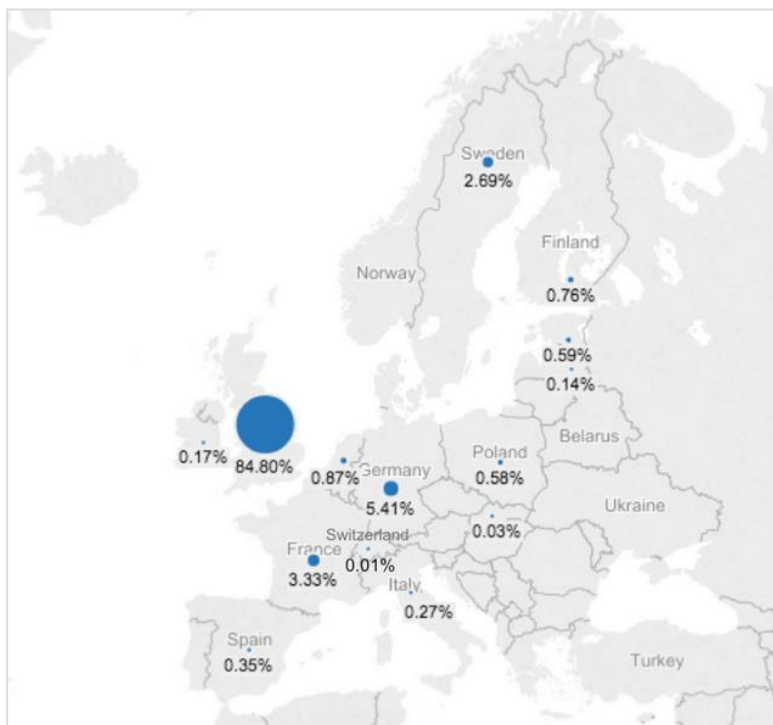 Sweden
2.69%
Finland
Norway
0.76%
0.59%
0.14%
Belarus
0.17%
84.80%
0.87%
Germany
5.41%
Poland
0.58%
Ukraine
Switzerland
0.03%
France
0.01%
3.33%
Italy
0.27%
Spain
0.35%
Turkey